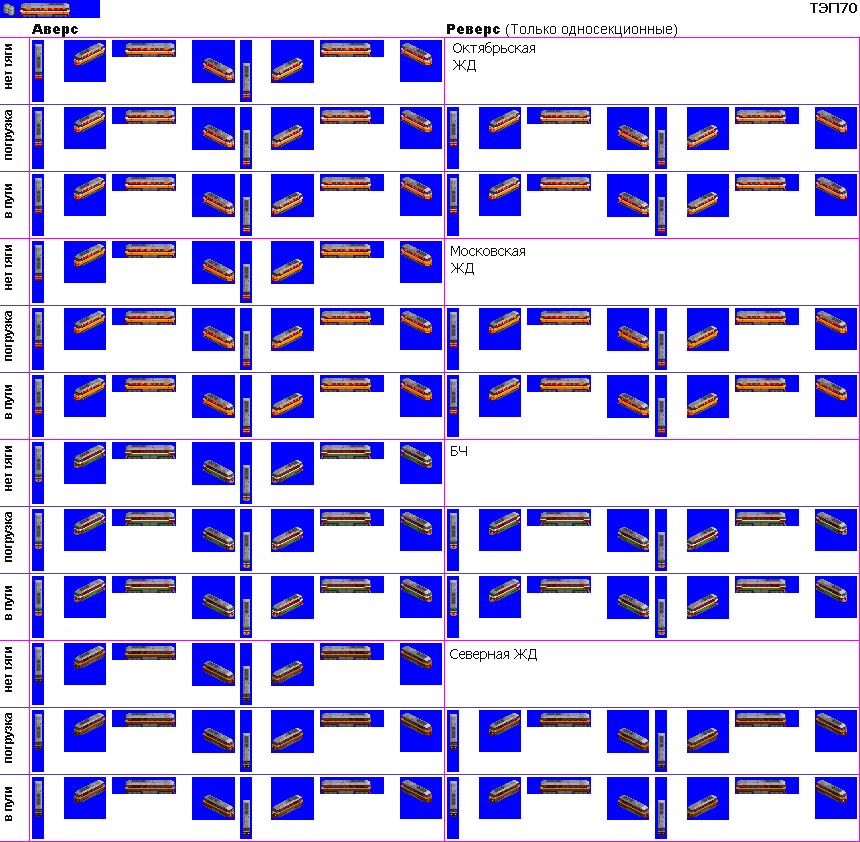 ТЭП70
Аверс
Реверс (Только односекционные)
нет тяги
Октябрьская
ЖД
погрузка
в пути
нет тяги
Московская
ЖД
погрузка
в пути
нет тяги
БЧ
погрузка
в пути
нет тяги
Северная ЖД
погрузка
в пути